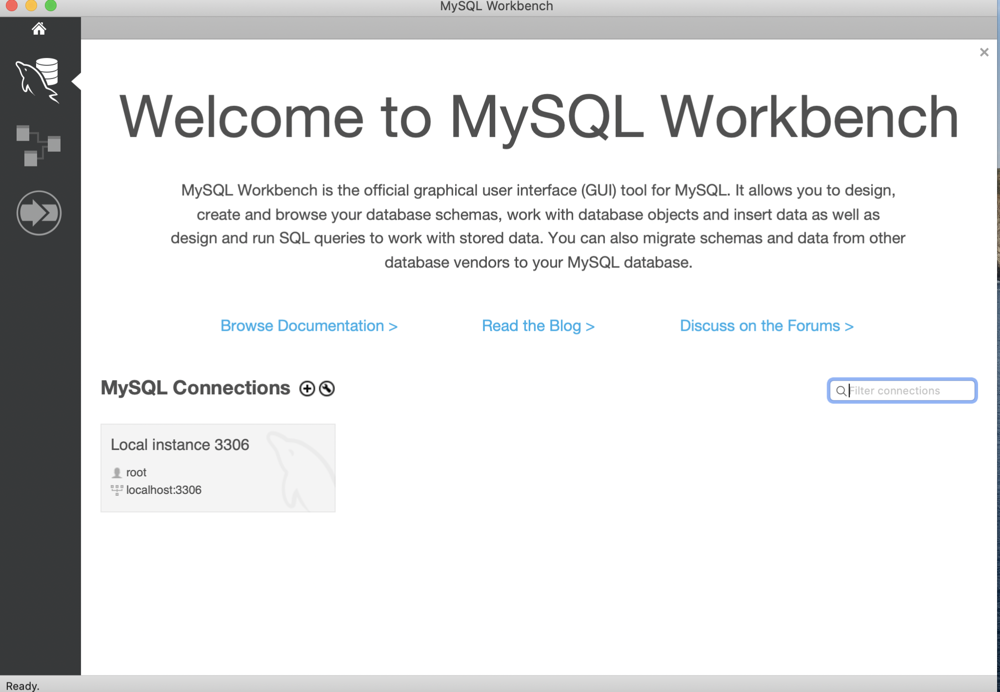 MySQL Workbench
Welcome to MySQL Workbench
MySQL Workbench is the official graphical user interface (GUI) tool for MySQL. It allows you to design,
create and browse your database schemas, work with database objects and insert data as well as
design and run SQL queries to work with stored data. You can also migrate schemas and data from other
database vendors to your MySQL database.
Browse Documentation >
Read the Blog >
Discuss on the Forums >
MySQL Connections
Filter connections
Local instance 3306
root
localhost:3306
Ready.